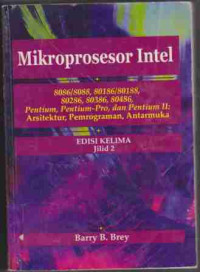 Mikroprosesor Intel
8086/8088, 80186/80188,
80286, 80386, 80486,
Pentium, Pentium-Pro, dan Pentium II:
Arsitektur, Pemrograman, Antarmuka
EDISI KELIMA
Jilid 2
Barry B. Brey